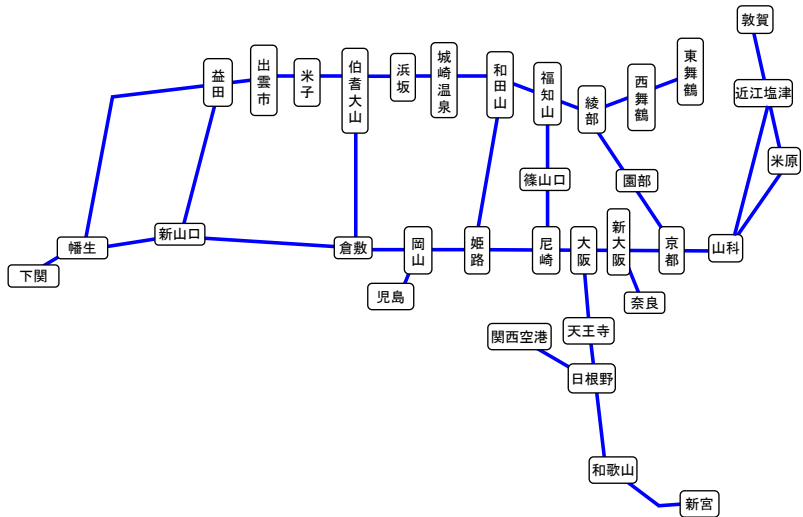 敦賀
東舞鶴
出雲市
城崎温泉
伯耆大山
益田
米子
浜坂
和田山
福知山
西舞鶴
綾部
近江塩津
米原
篠山口
園部
新山口
幡生
下関
倉敷
岡山
姫路
尼崎
大阪
新大阪
京都
山科
児島
奈良
関西空港
天王寺
日根野
和歌山
新宮